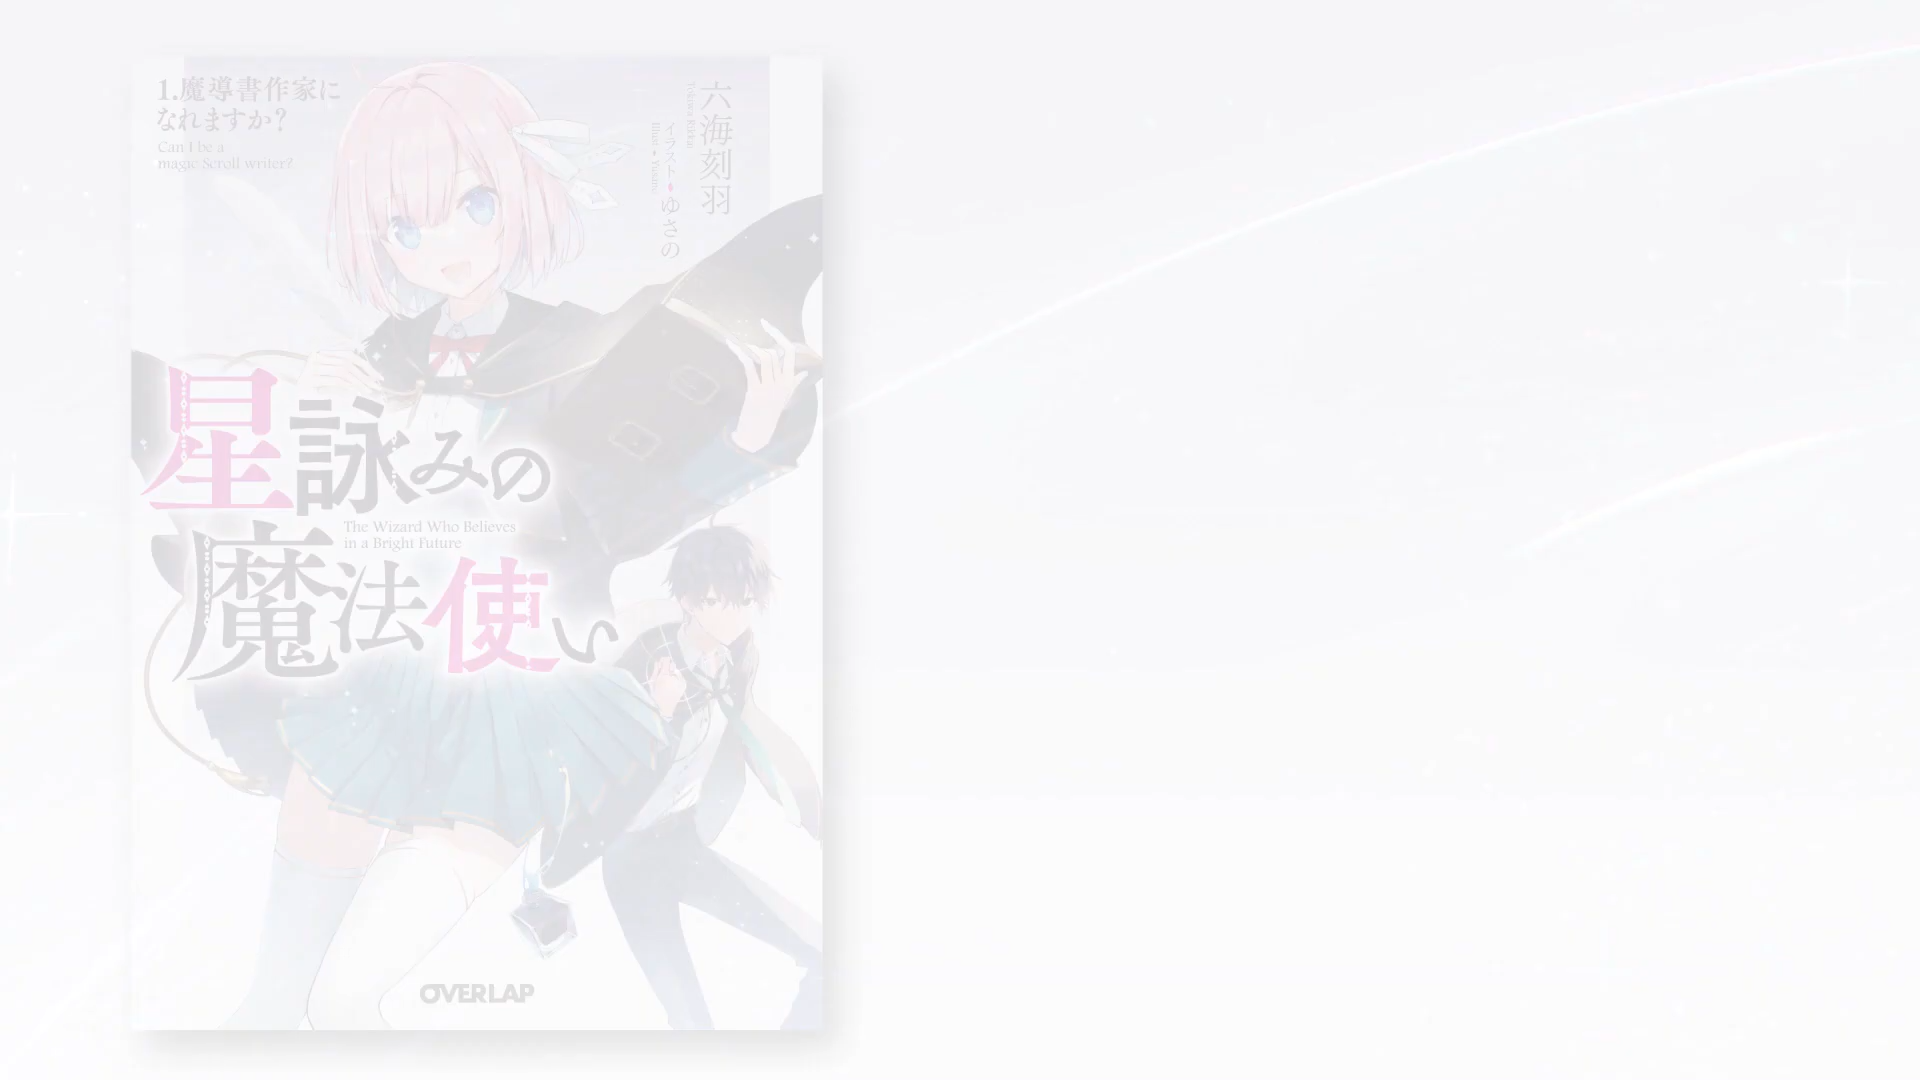 1.魔導書作家に
なれますか?
Can I be a
magic Scroll writer?
六海刻羽
イラスト・ゆさの
星詠みの
The Wizard Who Believes
in a Bright Future
魔法使い
OVERLAP